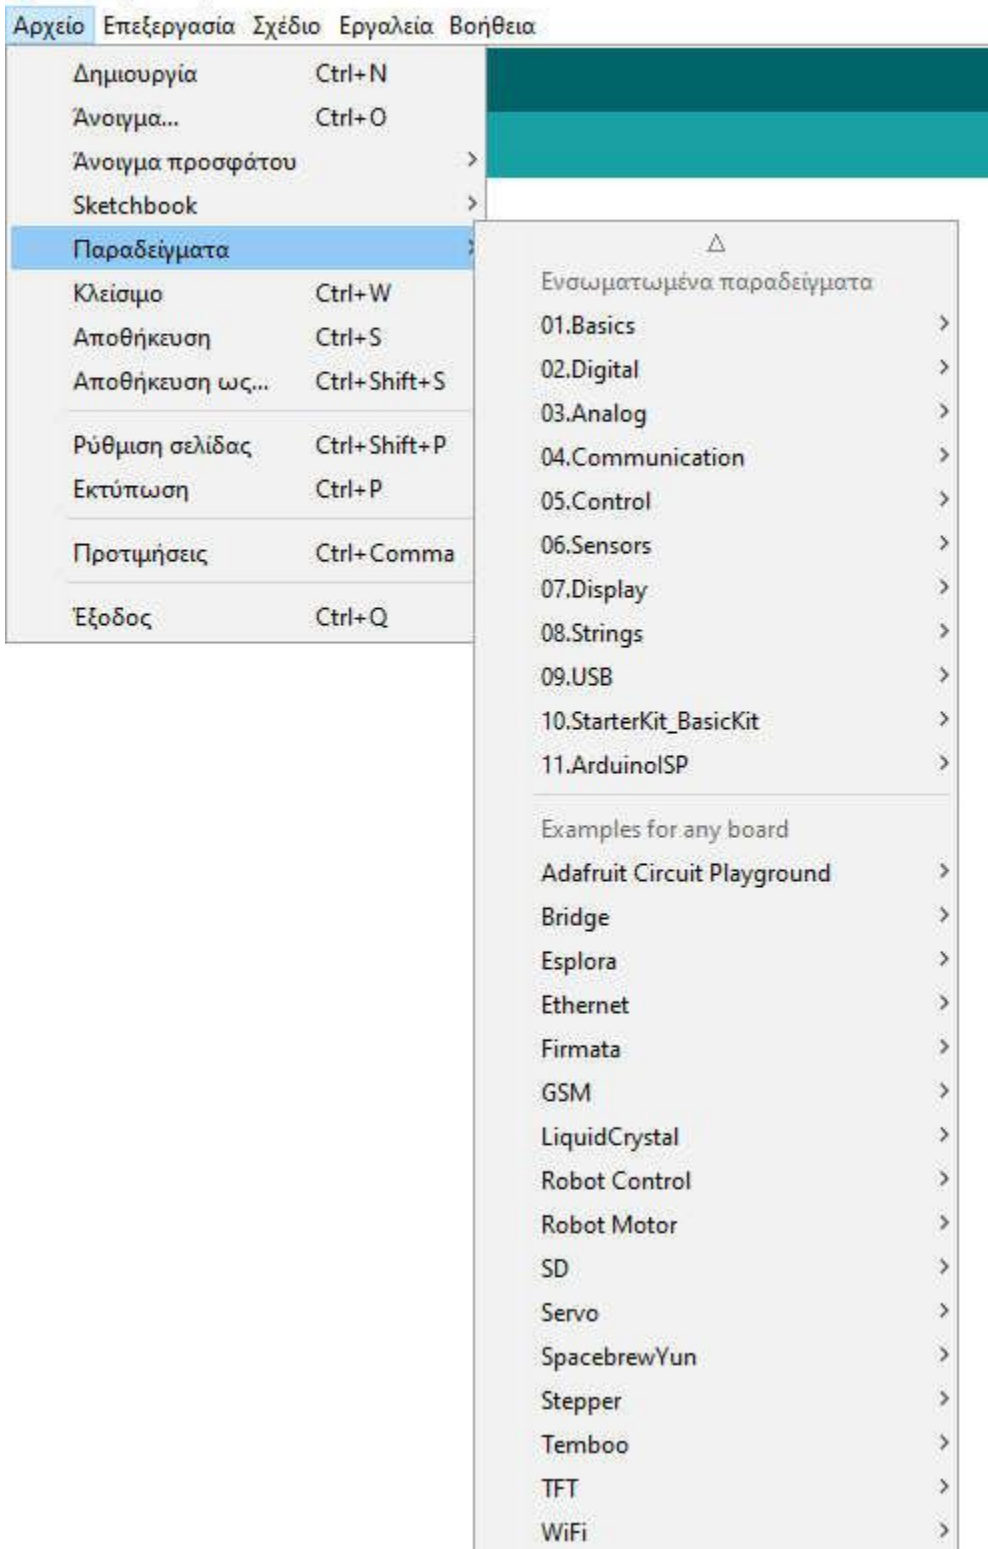 Αρχείο Επεξεργασία Σχέδιο Εργαλεία Βοήθεια
Δημιουργία Ctrl+N
Άνοιγμα... Ctrl+O
Άνοιγμα προσφάτου
Sketchbook
Παραδείγματα
Κλείσιμο Ctrl+W
Αποθήκευση Ctrl+S
Αποθήκευση ως... Ctrl+Shift+S
Ρύθμιση σελίδας Ctrl+Shift+P
Εκτύπωση Ctrl+P
Προτιμήσεις Ctrl+Comma
Έξοδος Ctrl+Q
Ενσωματωμένα παραδείγματα
01.Basics
02.Digital
03.Analog
04.Communication
05.Control
06.Sensors
07.Display
08.Strings
09.USB
10.StarterKit_BasicKit
11.ArduinoISP
Examples for any board
Adafruit Circuit Playground
Bridge
Esplora
Ethernet
Firmata
GSM
LiquidCrystal
Robot Control
Robot Motor
SD
Servo
SpacebrewYun
Stepper
Temboo
TFT
WiFi